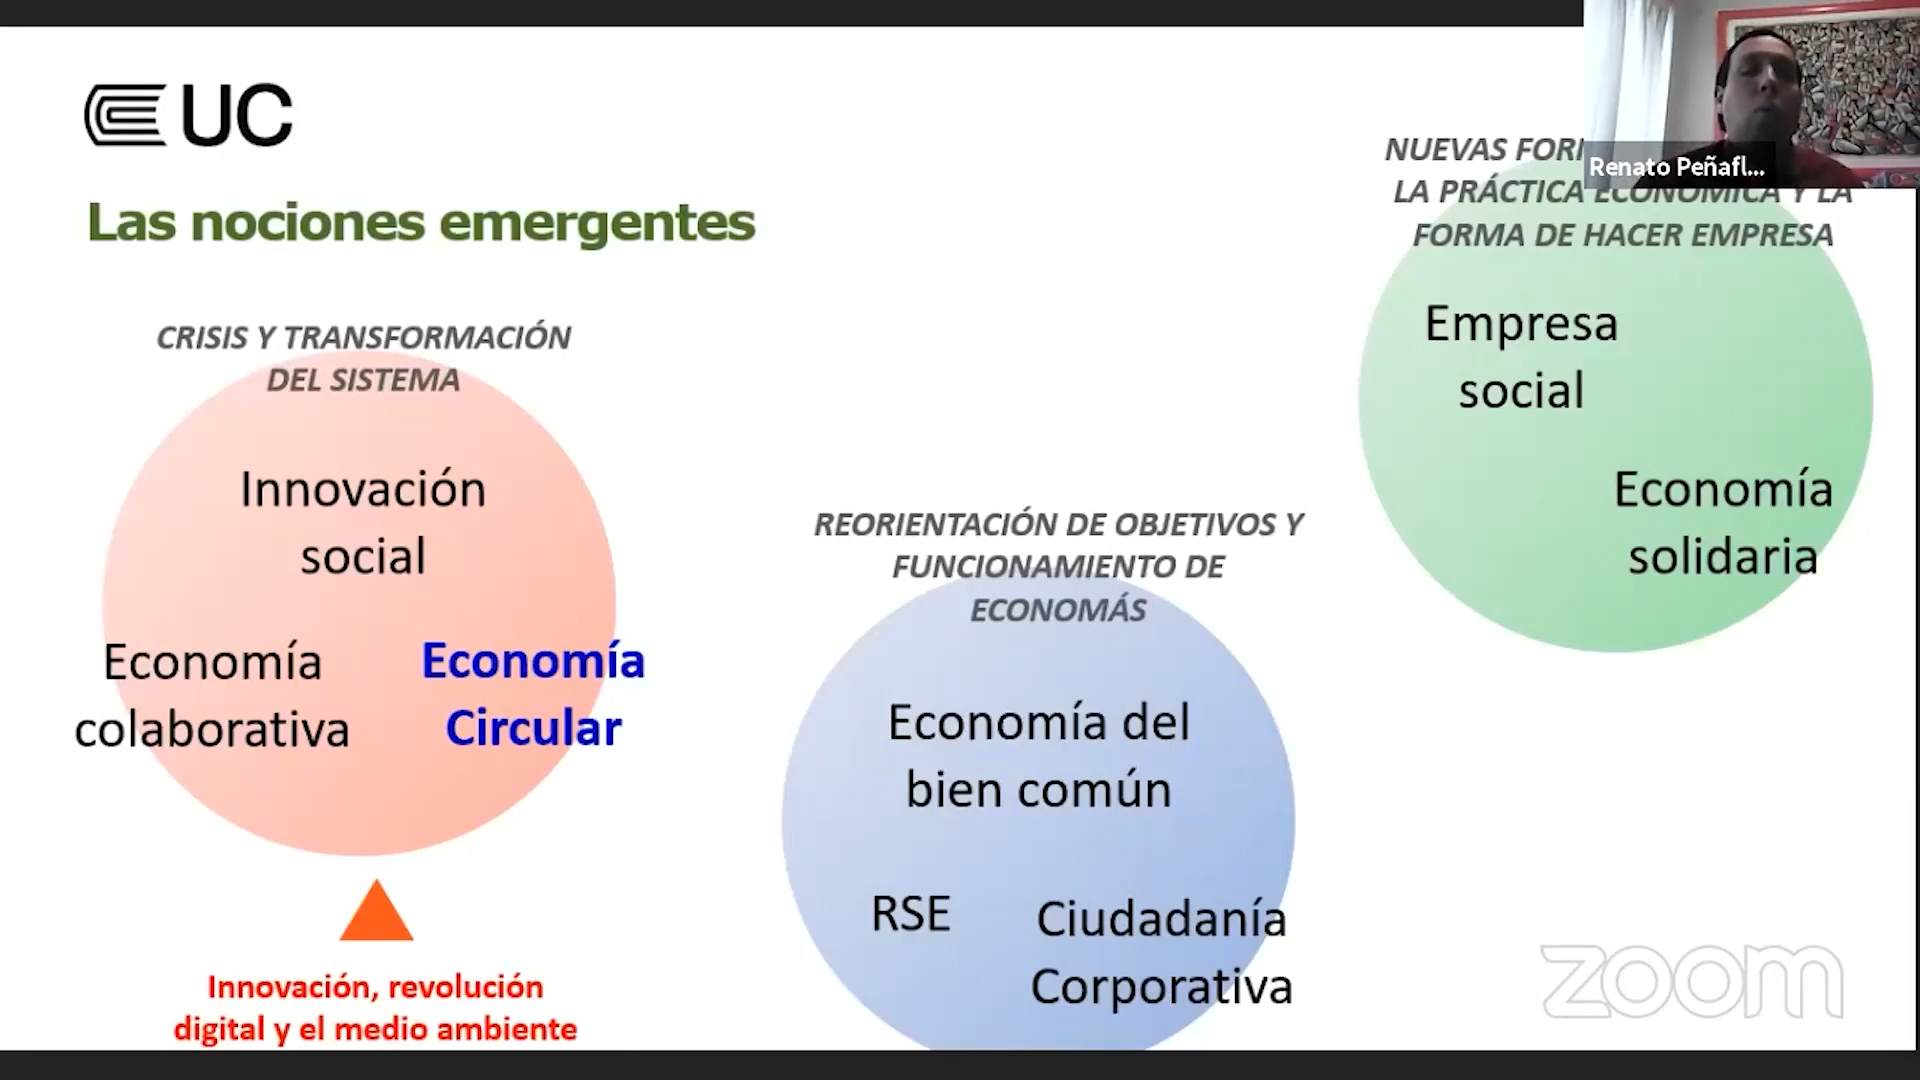 UC
Las nociones emergentes
CRISIS Y TRANSFORMACIÓN
DEL SISTEMA
Innovación
social
Economía
colaborativa
Economía
Circular
Innovación, revolución
digital y el medio ambiente
REORIENTACIÓN DE OBJETIVOS Y
FUNCIONAMIENTO DE
ECONOMÁS
Economía del
bien común
RSE
Ciudadanía
Corporativa
NUEVAS
LA PRÁCTICA ECONÓMICA Y LA
FORMA DE HACER EMPRESA
Empresa
social
Economía
solidaria
Renato Peñafl...
zoom